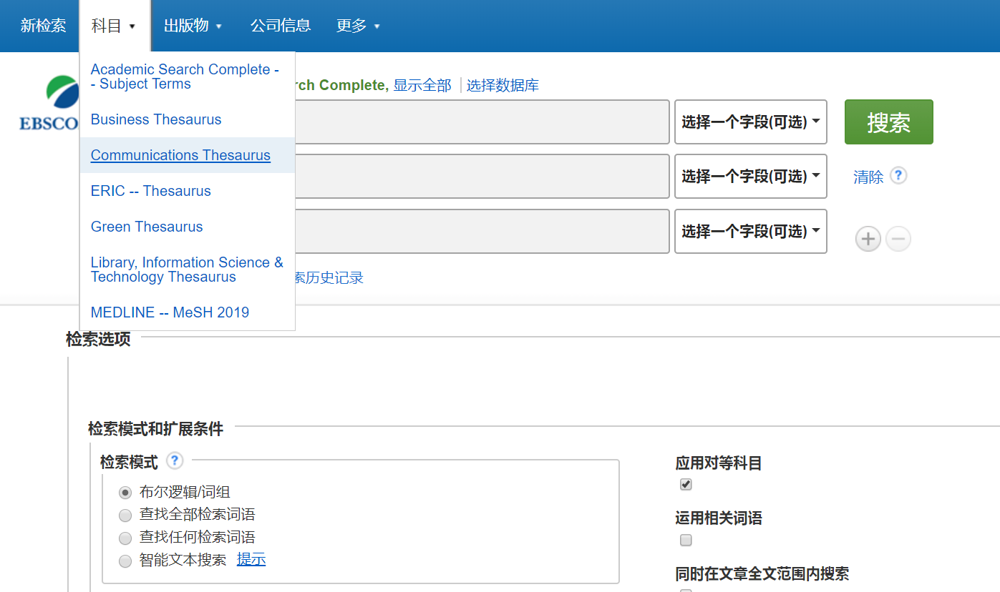 新检索
科目
出版物
公司信息
更多
Academic Search Complete -
- Subject Terms
Business Thesaurus
Communications Thesaurus
ERIC -- Thesaurus
Green Thesaurus
Library, Information Science &
Technology Thesaurus
MEDLINE -- MeSH 2019
EBSCO
Complete, 显示全部 选择数据库
选择一个字段(可选)
搜索
选择一个字段(可选)
清除 ?
选择一个字段(可选)
索历史记录
检索选项
检索模式和扩展条件
检索模式 ?
布尔逻辑/词组
查找全部检索词语
查找任何检索词语
智能文本搜索 提示
应用对等科目
运用相关词语
同时在文章全文范围内搜索